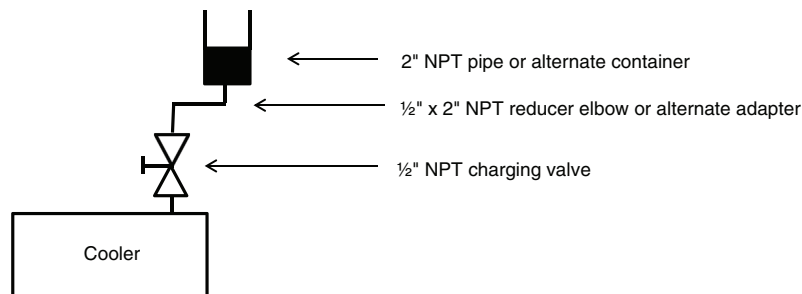 2" NPT pipe or alternate container
½" x 2" NPT reducer elbow or alternate adapter
½" NPT charging valve
Cooler